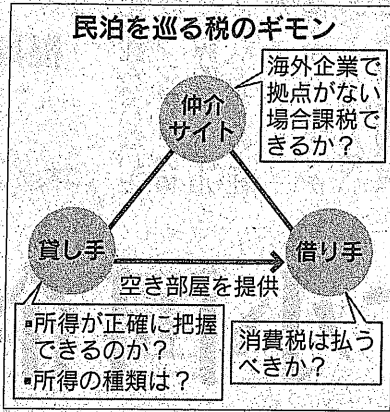 民泊を巡る税のギモン
海外企業で
拠点がない
場合課税で
きるか？
仲介
サイト
貸し手
借り手
空き部屋を提供
▪所得が正確に把握
できるのか？
▪所得の種類は？
消費税は払う
べきか？